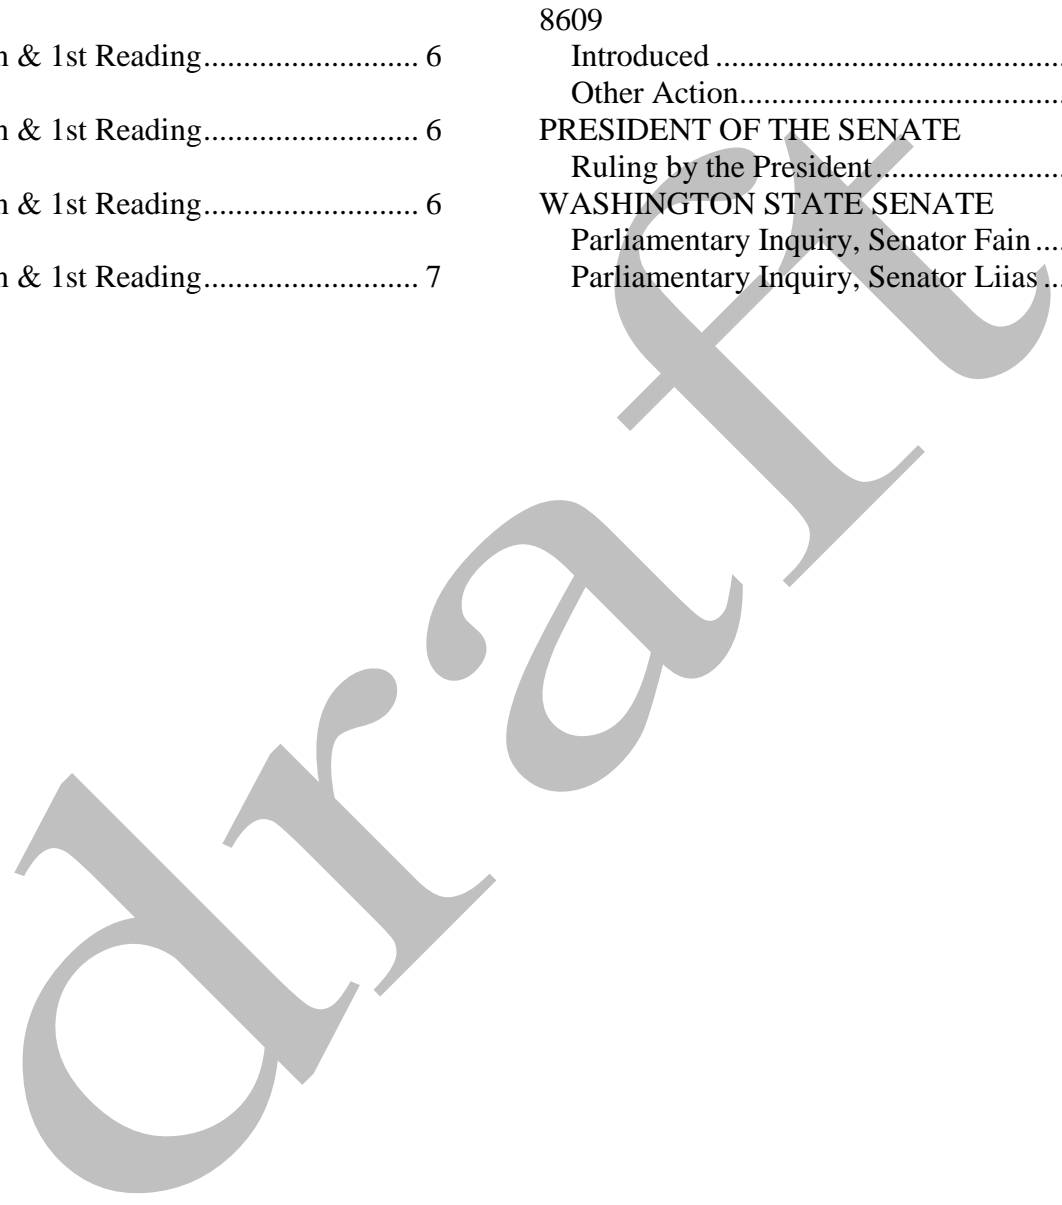 n & 1st Reading........................... 6
n & 1st Reading........................... 6
n & 1st Reading........................... 6
n & 1st Reading........................... 7
8609
Introduced ............................................
Other Action.........................................
PRESIDENT OF THE SENATE
Ruling by the President........................
WASHINGTON STATE SENATE
Parliamentary Inquiry, Senator Fain ....
Parliamentary Inquiry, Senator Liias ...
draft